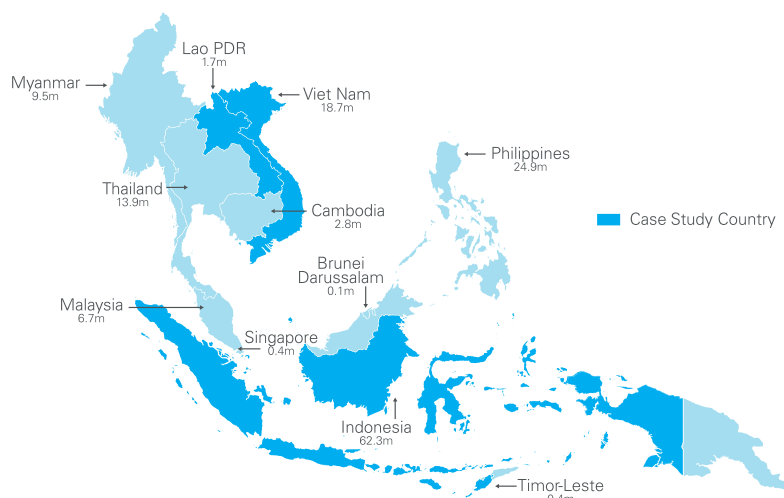 Lao PDR
1.7m
Myanmar
9.5m
Viet Nam
18.7m
Philippines
24.9m
Thailand
13.9m
Cambodia
2.8m
Case Study Country
Brunei
Darussalam
0.1m
Malaysia
6.7m
Singapore
0.4m
Indonesia
62.3m
Timor-Leste
0.4m